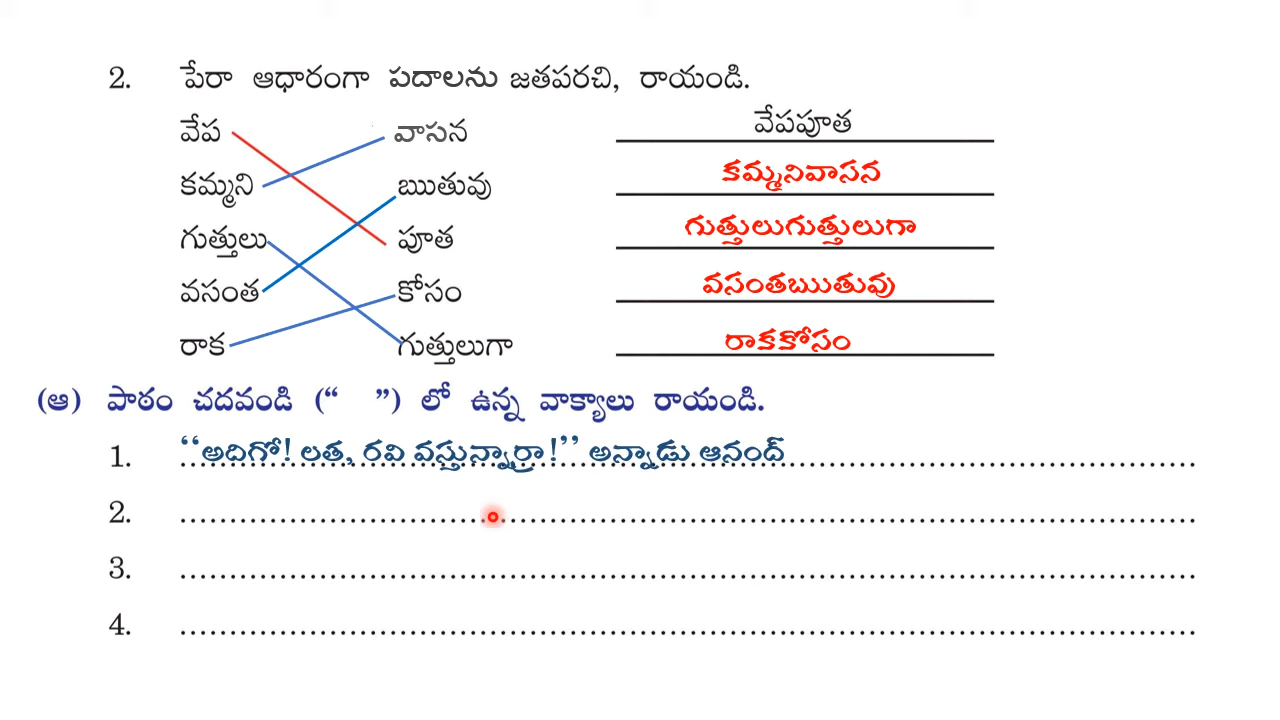 2. పేరా ఆధారంగా పదాలను జతపరచి, రాయండి.
వేప వాసన వేపపూత
కమ్మని ఋతువు కమ్మనివాసన
గుత్తులు పూత గుత్తులుగుత్తులుగా
వసంత కోసం వసంతఋతువు
రాక గుత్తులుగా రాకకోసం
(ఆ) పాఠం చదవండి (“ ”) లో ఉన్న వాక్యాలు రాయండి.
1. ‘‘అదిగో! లత, రవి వస్తున్నార్రా!’’ అన్నాడు ఆనంద్
2.
3.
4.